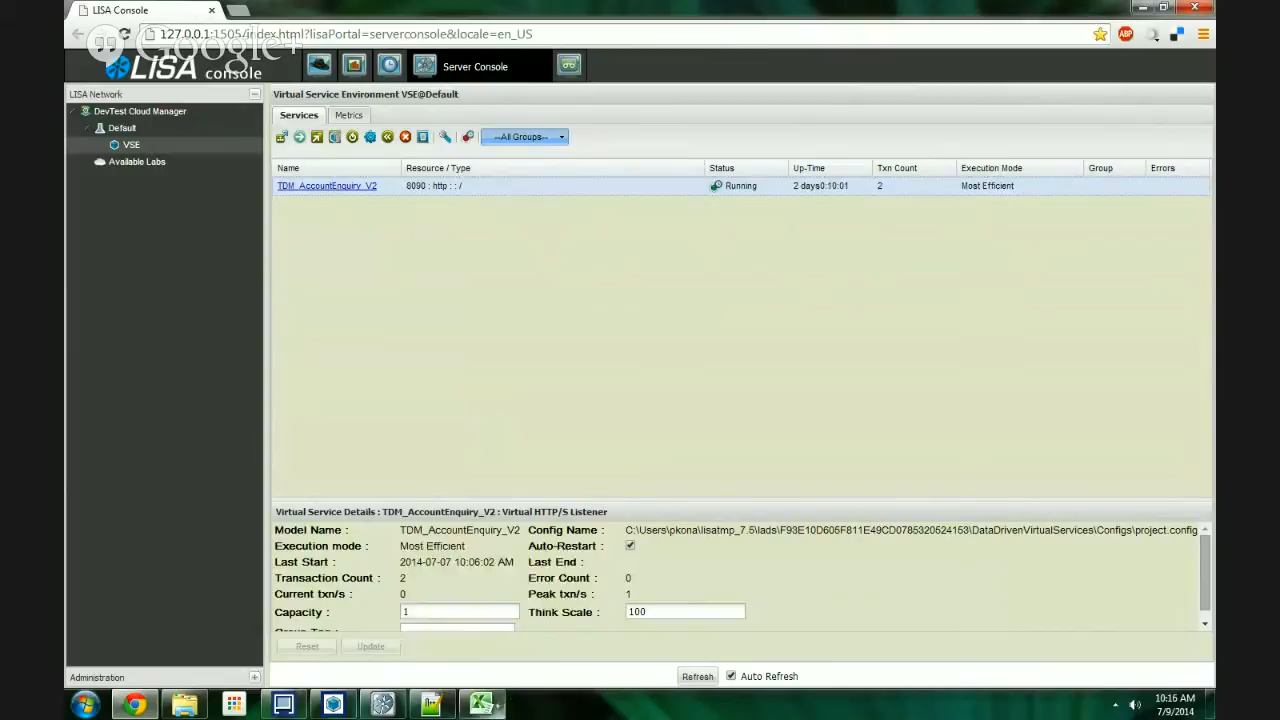 LISA Console
127.0.0.1:1505/index.html?lisaPortal=serverconsole&locale=en_US
Google+
LISA console
Server Console
LISA Network
Virtual Service Environment VSE@Default
DevTest Cloud Manager
Default
VSE
Available Labs
Services
Metrics
--All Groups--
Name
Resource / Type
Status
Up-Time
Txn Count
Execution Mode
Group
Errors
TDM_AccountEnquiry_V2
8090 : http : : /
Running
2 days0:10:01
2
Most Efficient
Virtual Service Details : TDM_AccountEnquiry_V2 : Virtual HTTP/S Listener
Model Name : TDM_AccountEnquiry_V2
Config Name : C:\Users\pkona\lisatmp_7.5\lads\F93E10D605F811E49CD0785320524153\DataDrivenVirtualServices\Configs\project.config
Execution mode : Most Efficient
Auto-Restart :
Last Start : 2014-07-07 10:06:02 AM
Last End :
Transaction Count : 2
Error Count : 0
Current txn/s : 0
Peak txn/s : 1
Capacity : 1
Think Scale : 100
Group Tag :
Reset
Update
Administration
Refresh
Auto Refresh
10:16 AM
7/9/2014
ABP